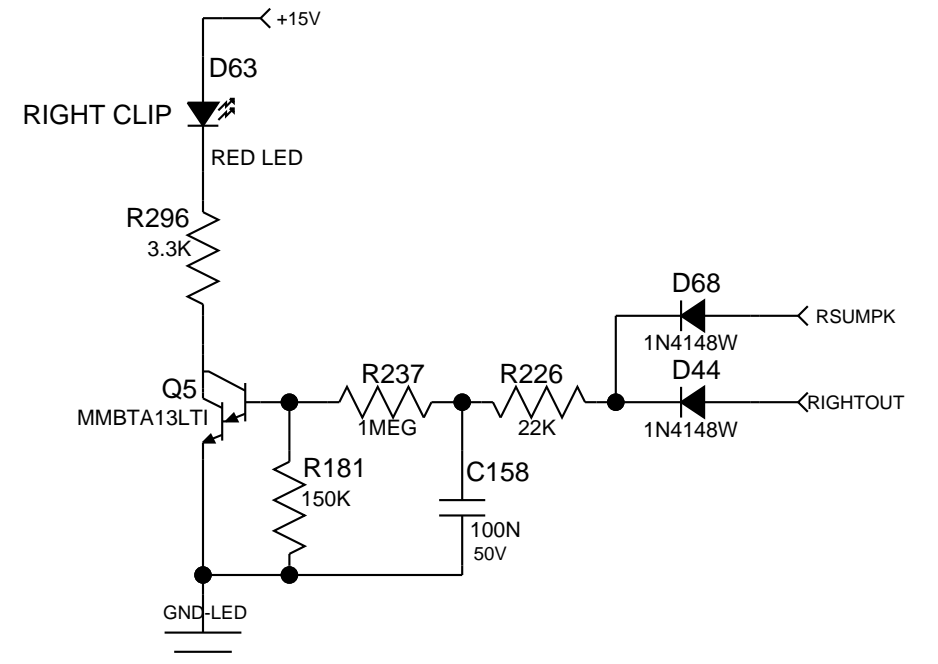 +15V
D63
RIGHT CLIP
RED LED
R296
3.3K
D68
RSUMPK
1N4148W
D44
R237
R226
Q5
RIGHTOUT
MMBTA13LTI
1MEG
22K
1N4148W
R181
C158
150K
100N
50V
GND-LED